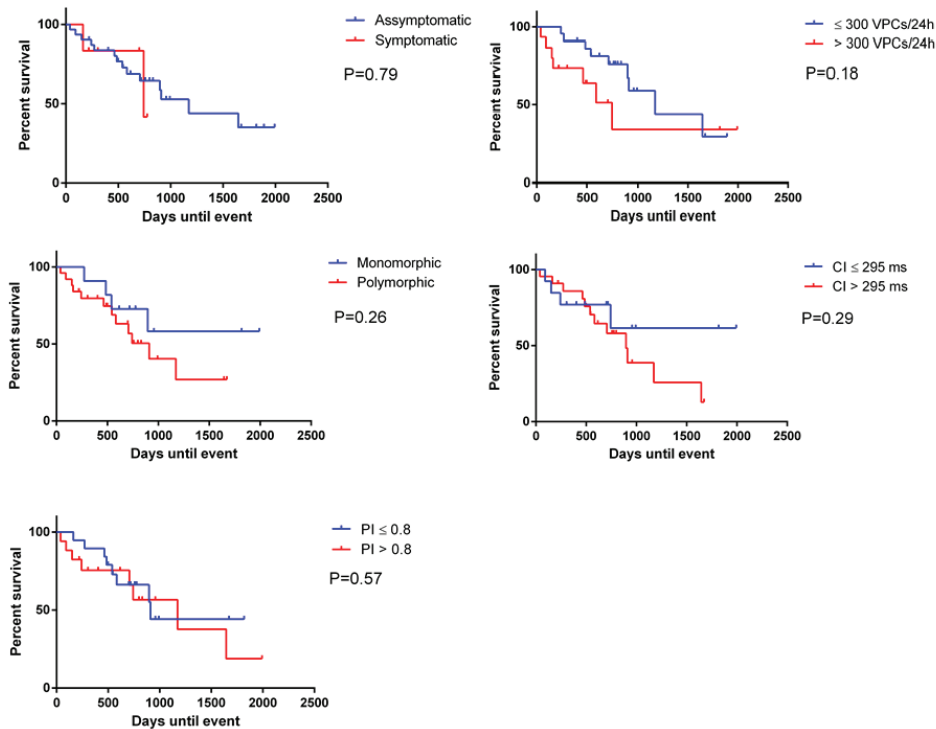 Assymptomatic
Symptomatic
P=0.79
Percent survival
100
50
0
0 500 1000 1500 2000 2500
Days until event
≤ 300 VPCs/24h
> 300 VPCs/24h
P=0.18
Percent survival
100
50
0
0 500 1000 1500 2000 2500
Days until event
Monomorphic
Polymorphic
P=0.26
Percent survival
100
50
0
0 500 1000 1500 2000 2500
Days until event
CI ≤ 295 ms
CI > 295 ms
P=0.29
Percent survival
100
50
0
0 500 1000 1500 2000 2500
Days until event
PI ≤ 0.8
PI > 0.8
P=0.57
Percent survival
100
50
0
0 500 1000 1500 2000 2500
Days until event